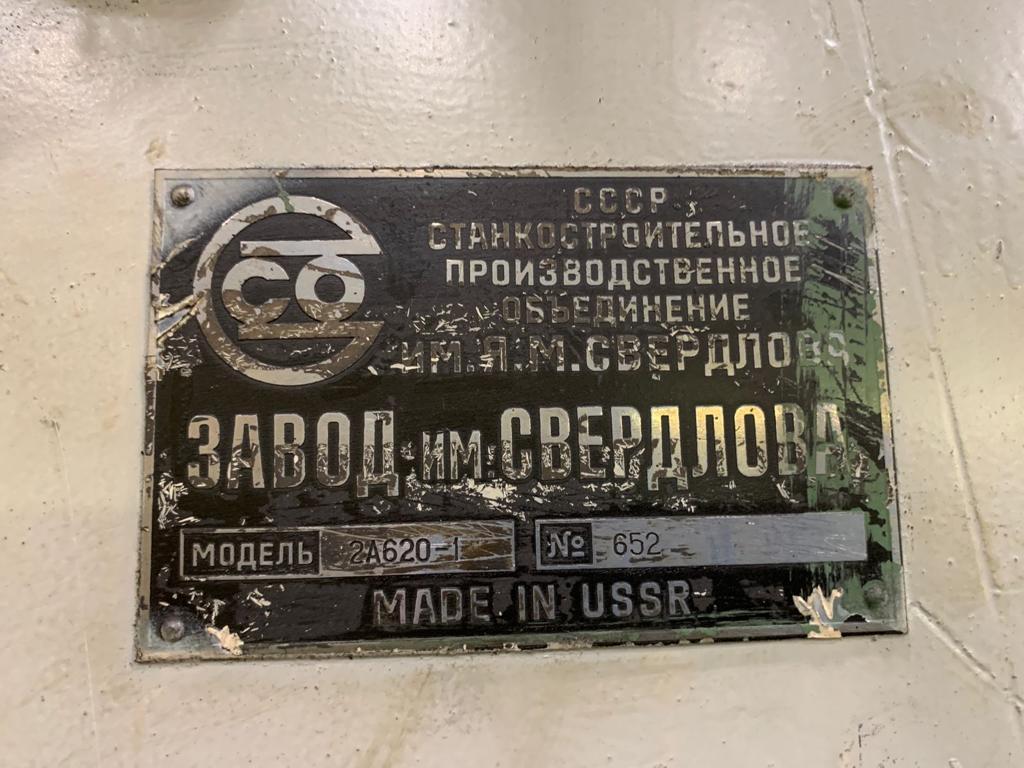 СССР
СТАНКОСТРОИТЕЛЬНОЕ
ПРОИЗВОДСТВЕННОЕ
ОБЪЕДИНЕНИЕ
ИМ.Я.М.СВЕРДЛОВА
ЗАВОД ИМ. СВЕРДЛОВА
МОДЕЛЬ 2А620-1 № 652
MADE IN USSR